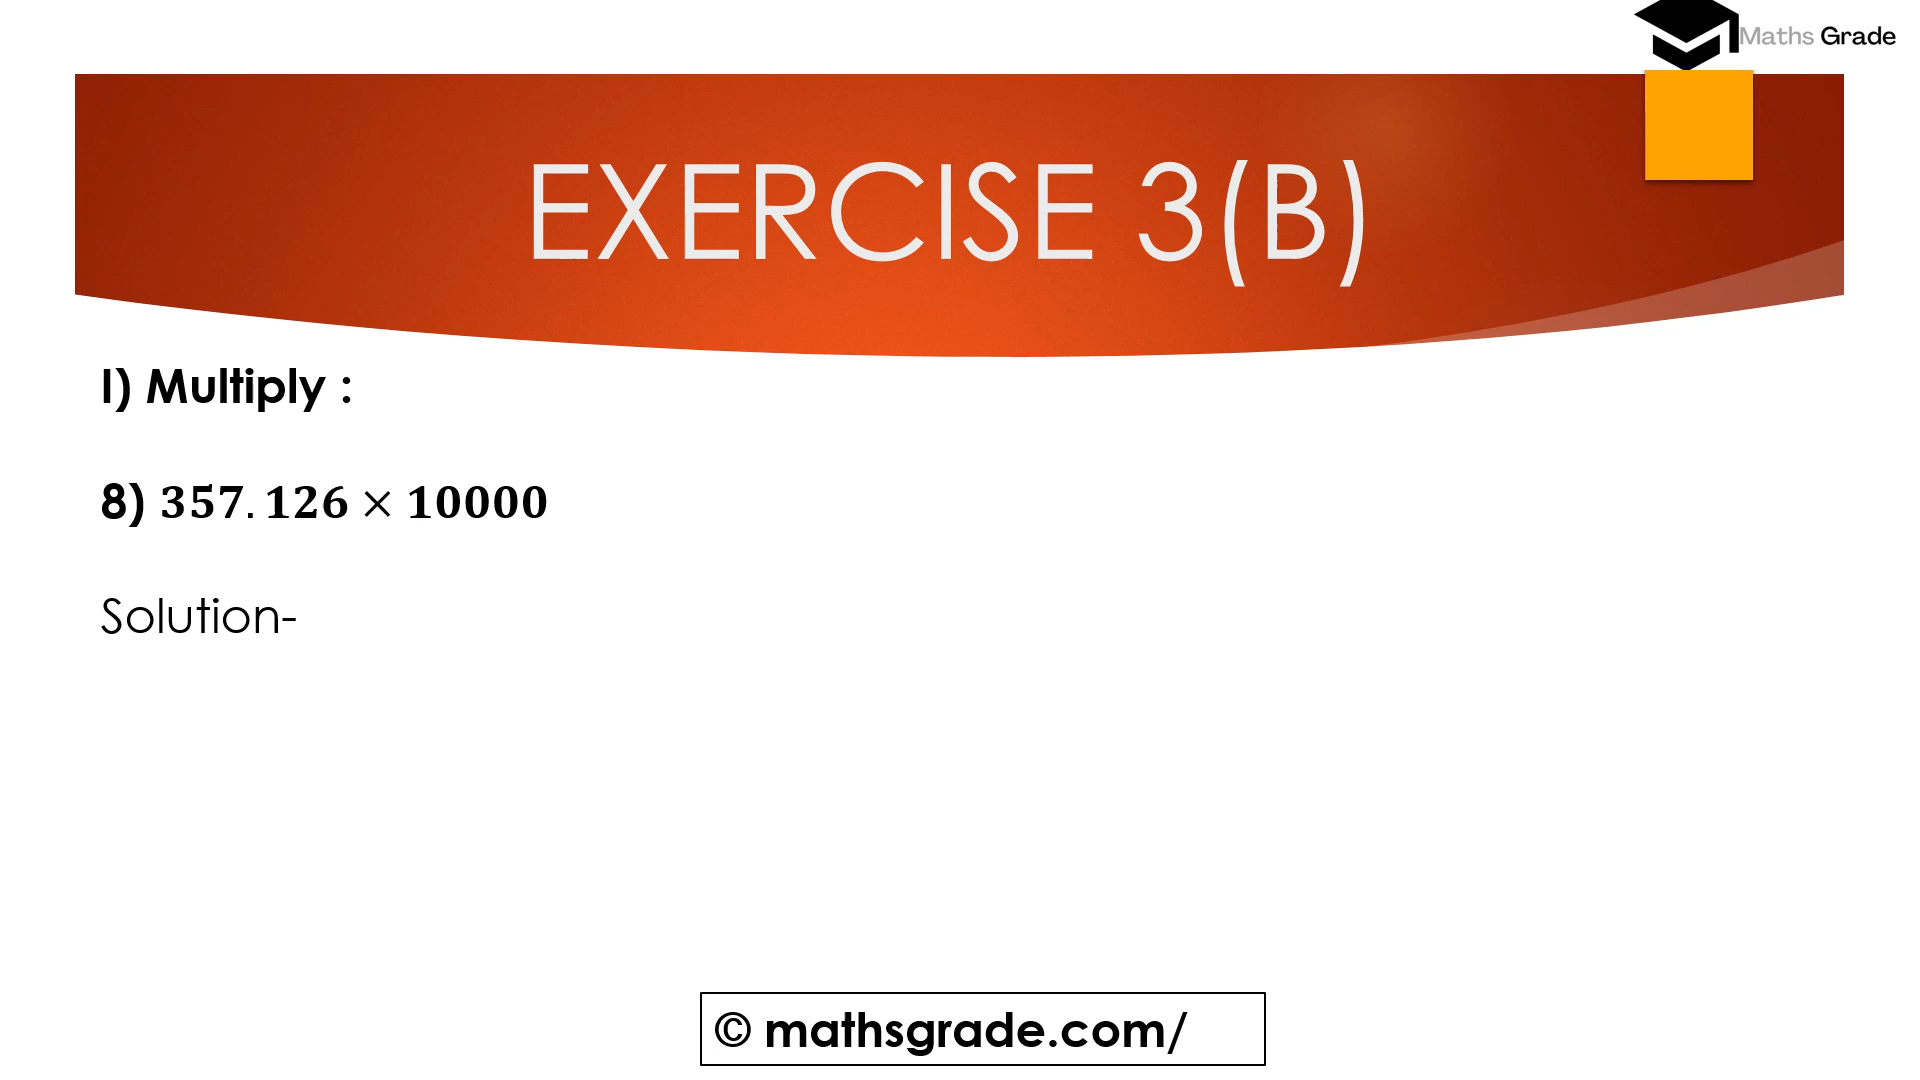 Maths Grade
EXERCISE 3(B)
I) Multiply :
8) 357.126 × 10000
Solution-
© mathsgrade.com/